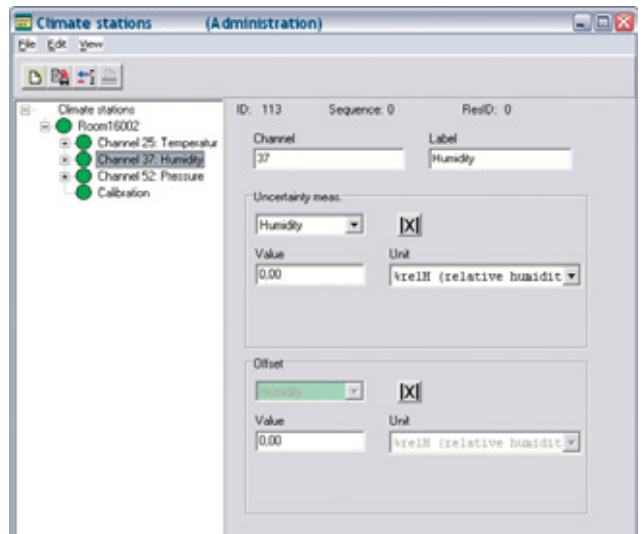 Climate stations (Administration)
File Edit View
Climate stations
Room16002
Channel 25: Temperatur
Channel 37: Humidity
Channel 52: Pressure
Calibration
ID: 113 Sequence: 0 ResID: 0
Channel Label
37 Humidity
Uncertainty meas.
Humidity |X|
Value Unit
0,00 %relH (relative humidit
Offset
Humidity |X|
Value Unit
0,00 %relH (relative humidit